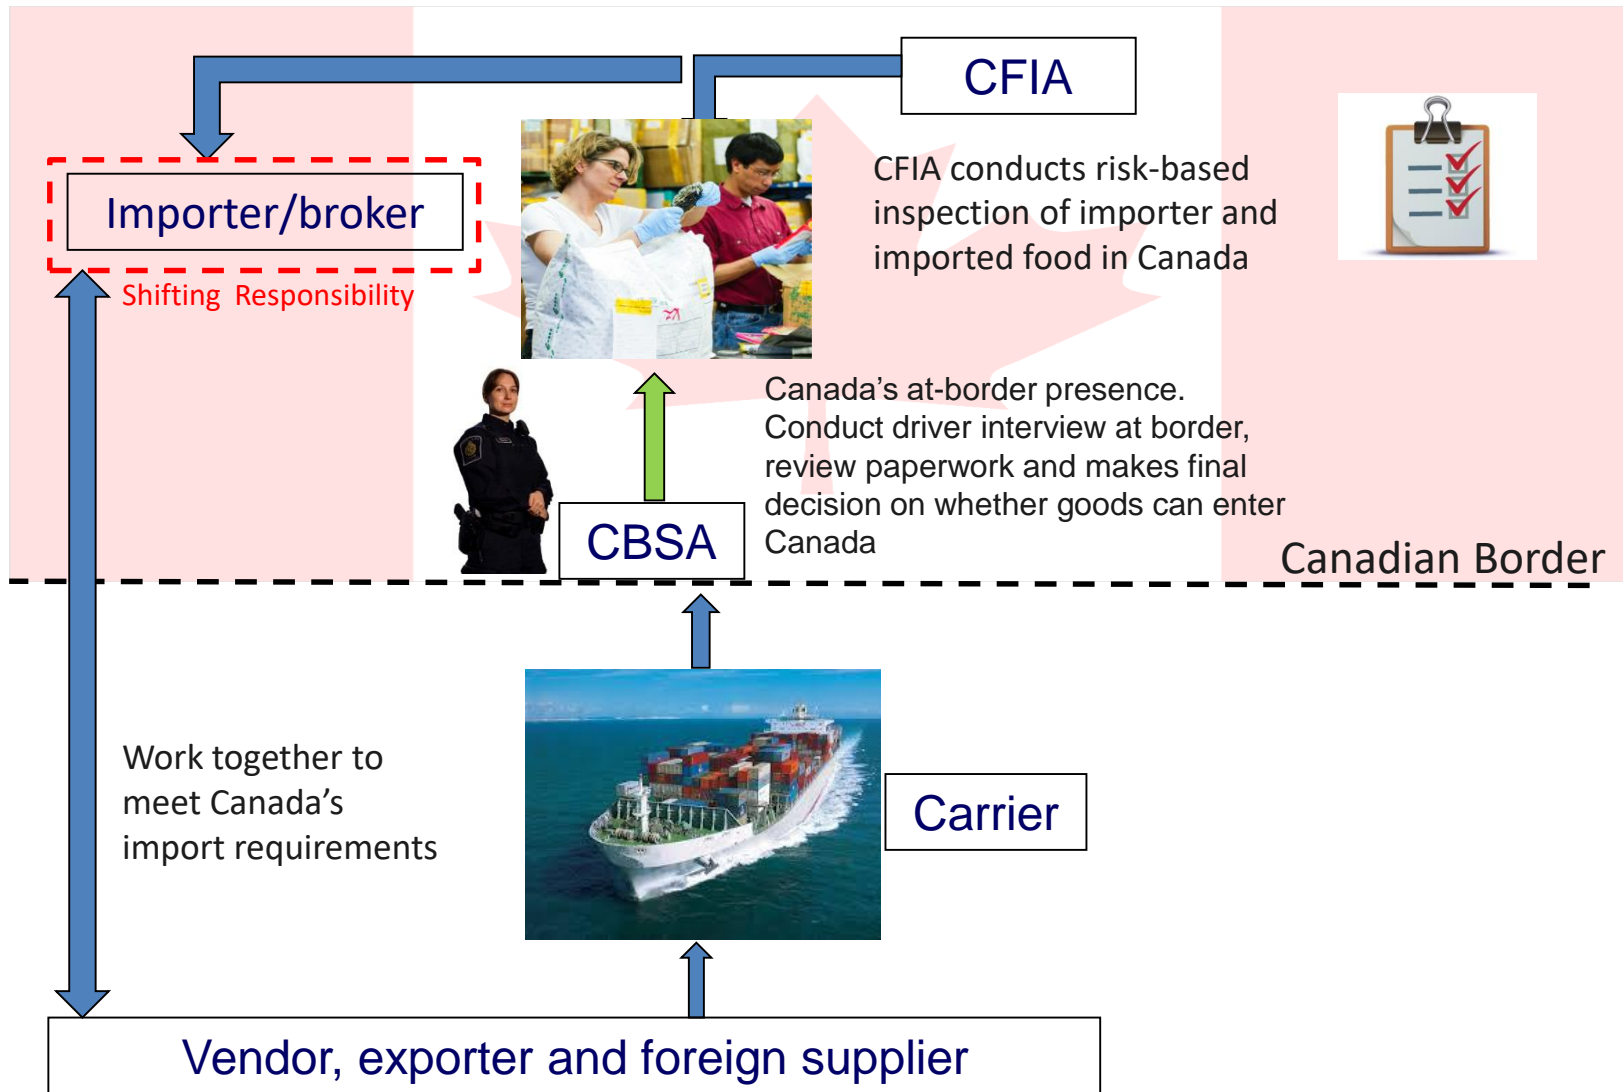 CFIA
CFIA conducts risk-based
inspection of importer and
imported food in Canada
Importer/broker
Shifting Responsibility
Canada’s at-border presence.
Conduct driver interview at border,
review paperwork and makes final
decision on whether goods can enter
Canada
CBSA
Canadian Border
Work together to
meet Canada’s
import requirements
Carrier
Vendor, exporter and foreign supplier